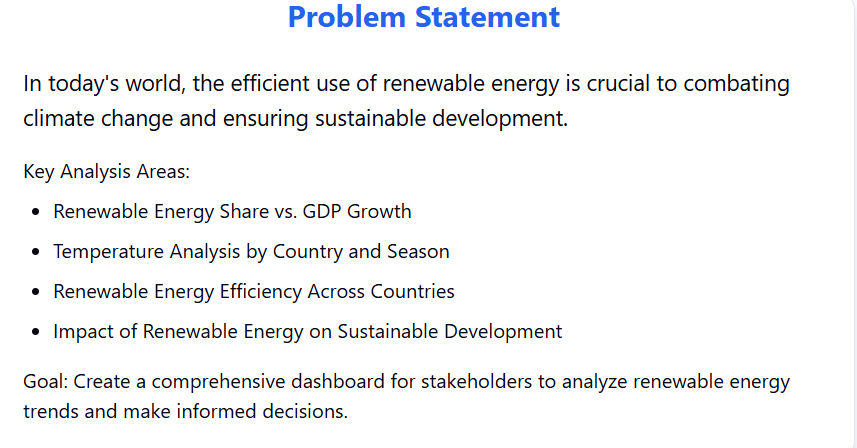 Problem Statement
In today's world, the efficient use of renewable energy is crucial to combating
climate change and ensuring sustainable development.
Key Analysis Areas:
• Renewable Energy Share vs. GDP Growth
• Temperature Analysis by Country and Season
• Renewable Energy Efficiency Across Countries
• Impact of Renewable Energy on Sustainable Development
Goal: Create a comprehensive dashboard for stakeholders to analyze renewable energy
trends and make informed decisions.